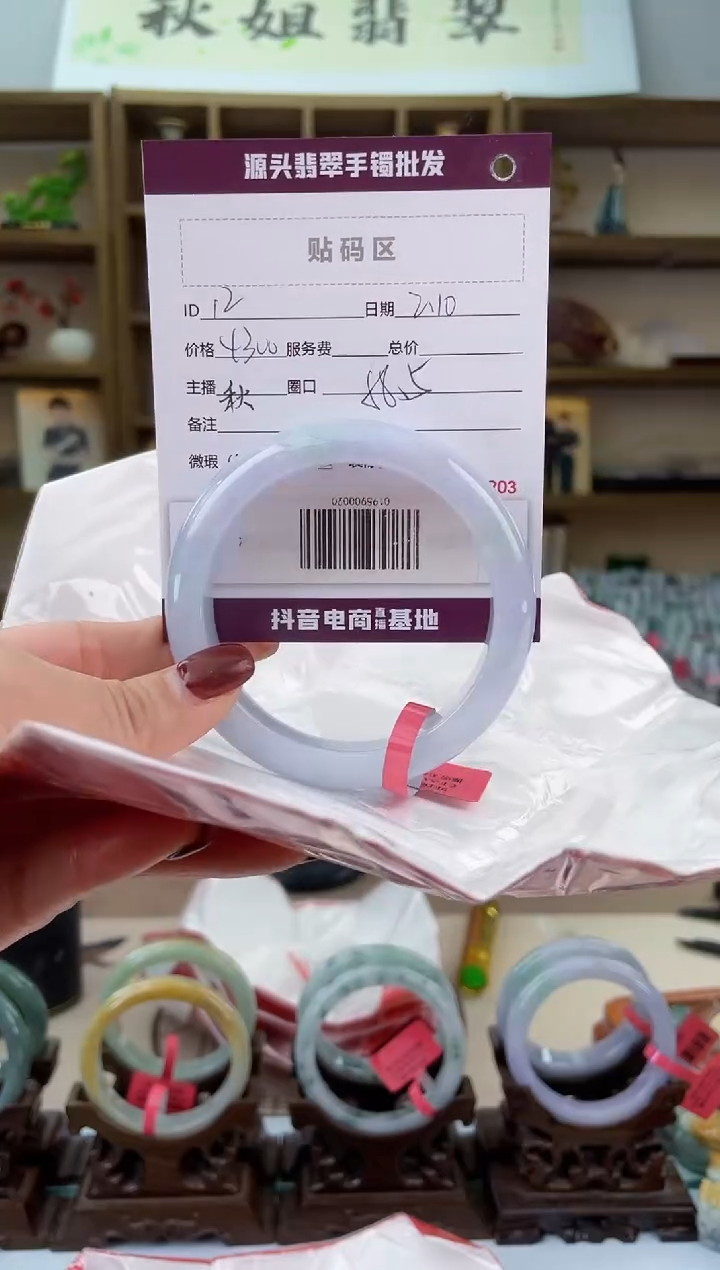 秋姐翡翠
源头翡翠手镯批发
贴码区
ID 12 日期 2.10
价格 4300 服务费 总价
主播 秋 圈口
备注
微瑕
203
0195900020
抖音电商直播基地